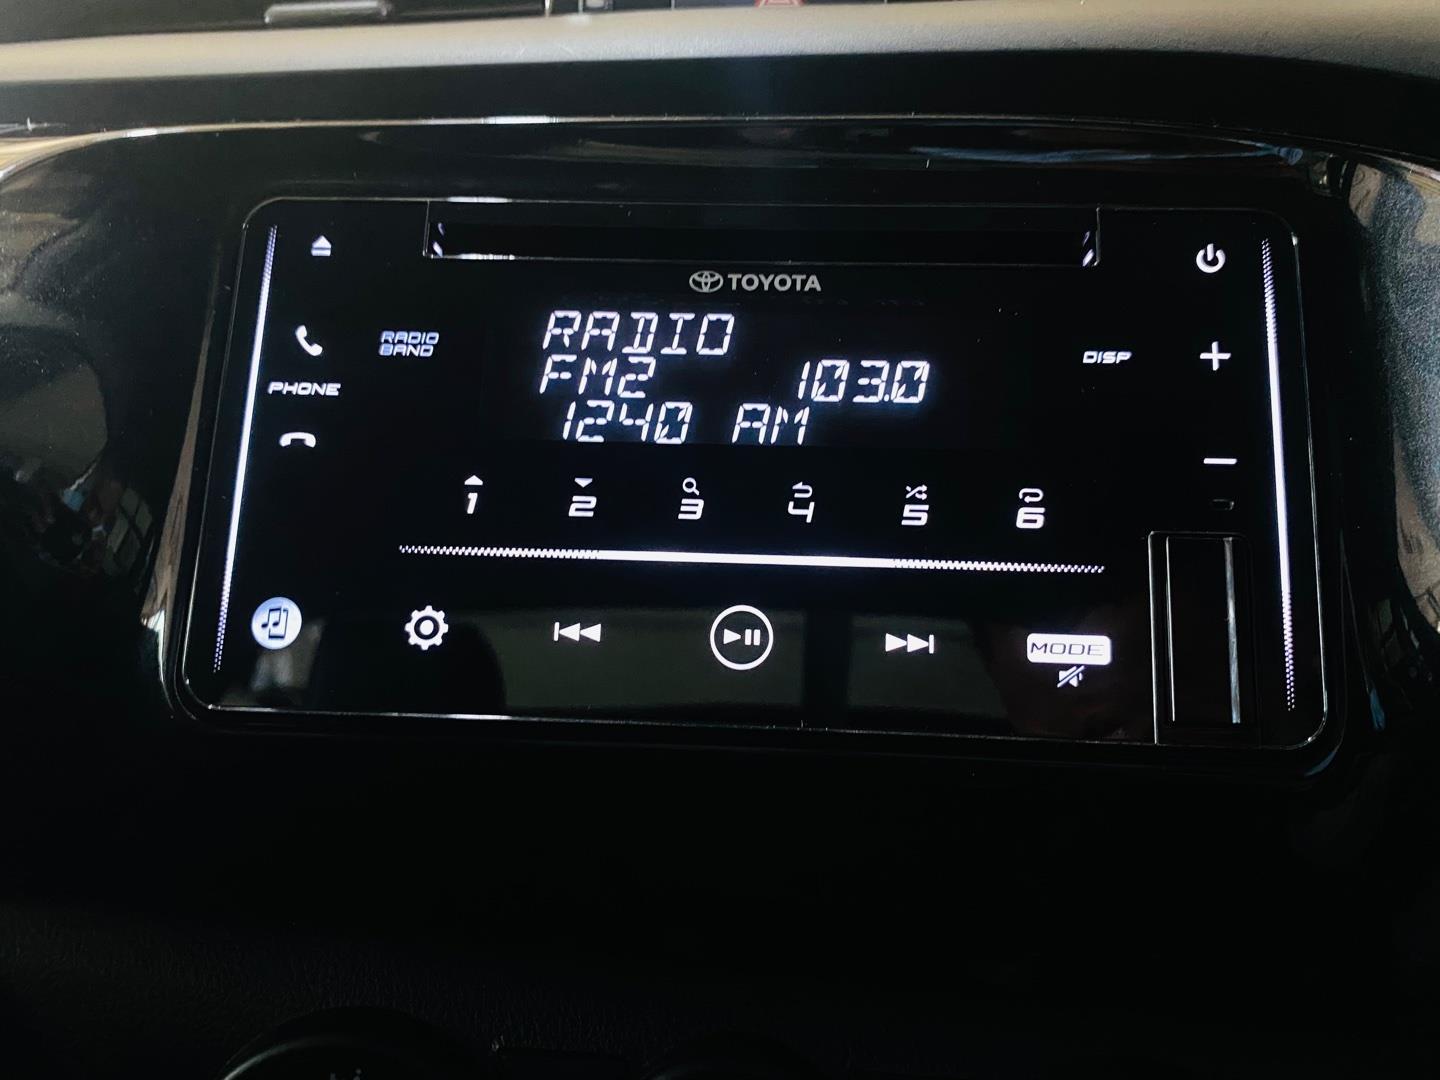 TOYOTA
RADIO
RADIO BAND
FM2 103.0
DISP
PHONE
1240 AM
1 2 3 4 5 6
MODE